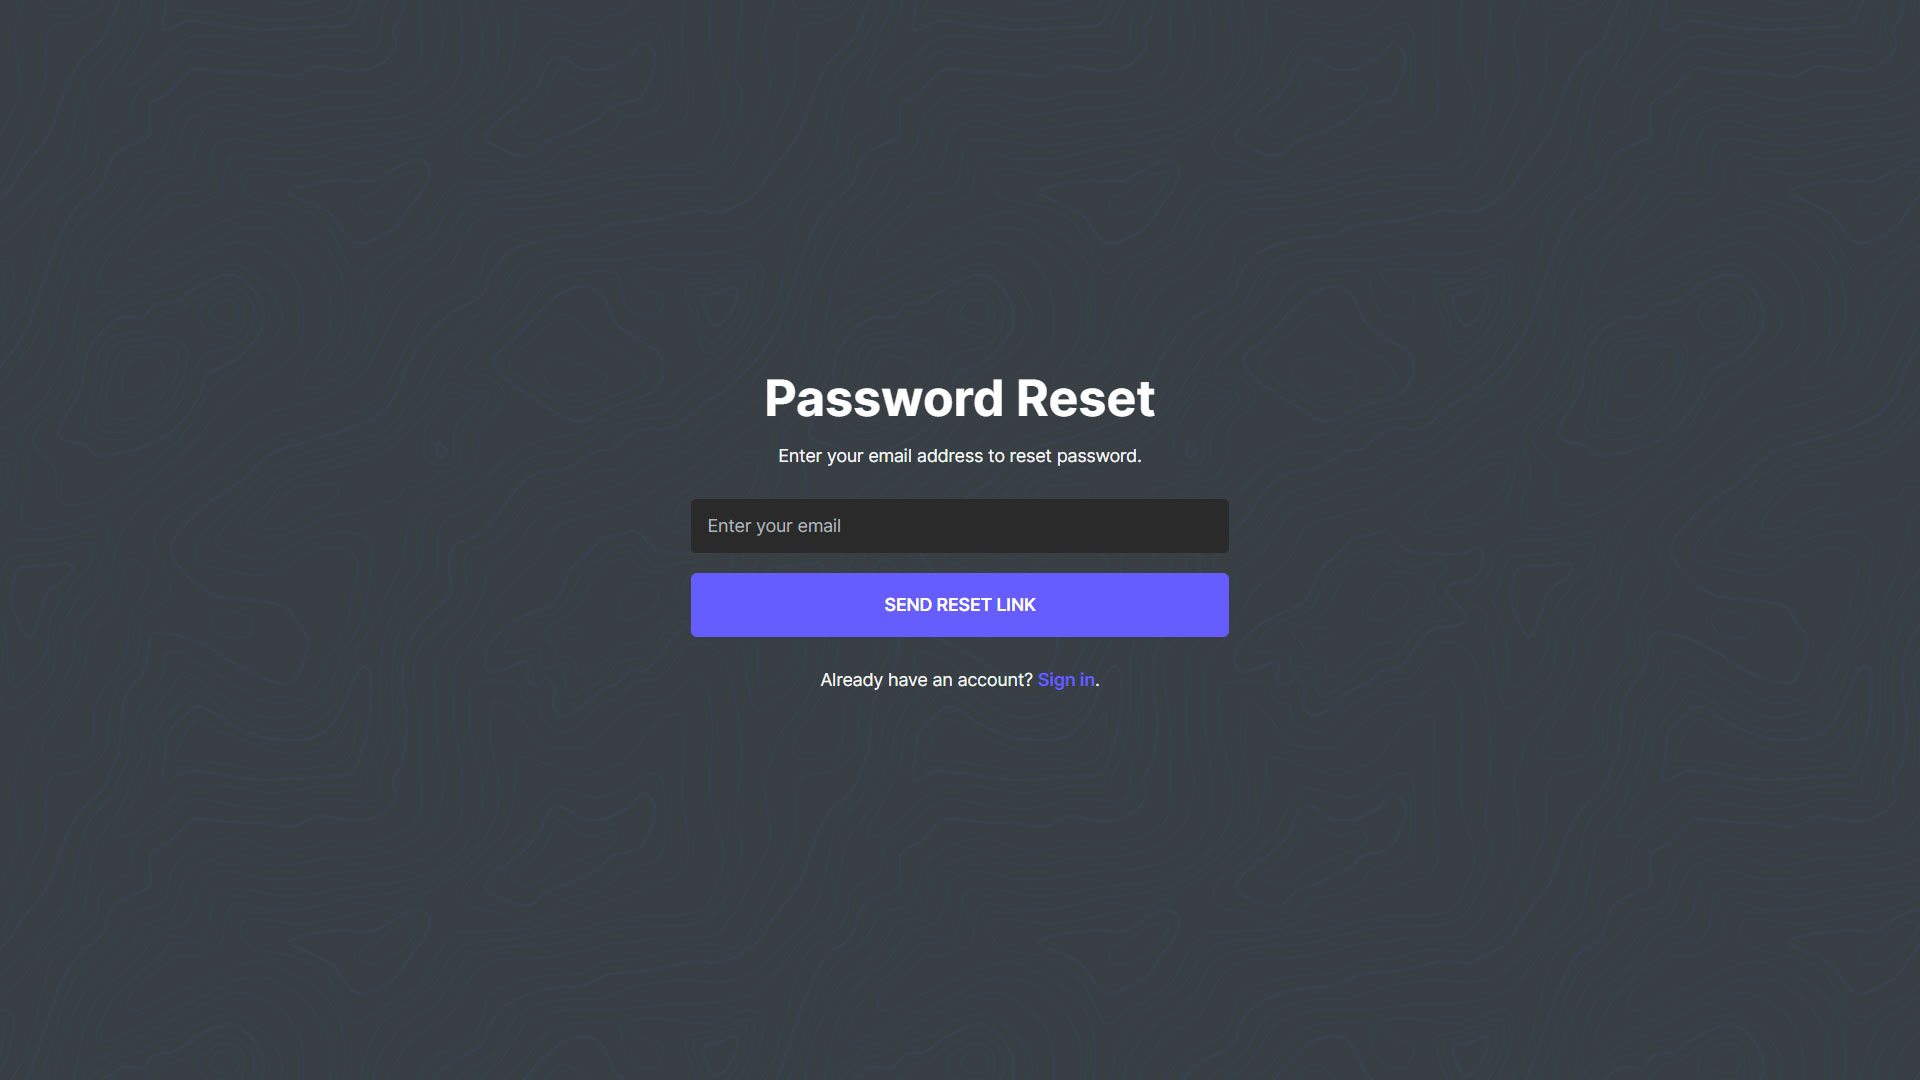 Password Reset
Enter your email address to reset password.
Enter your email
SEND RESET LINK
Already have an account? Sign in.